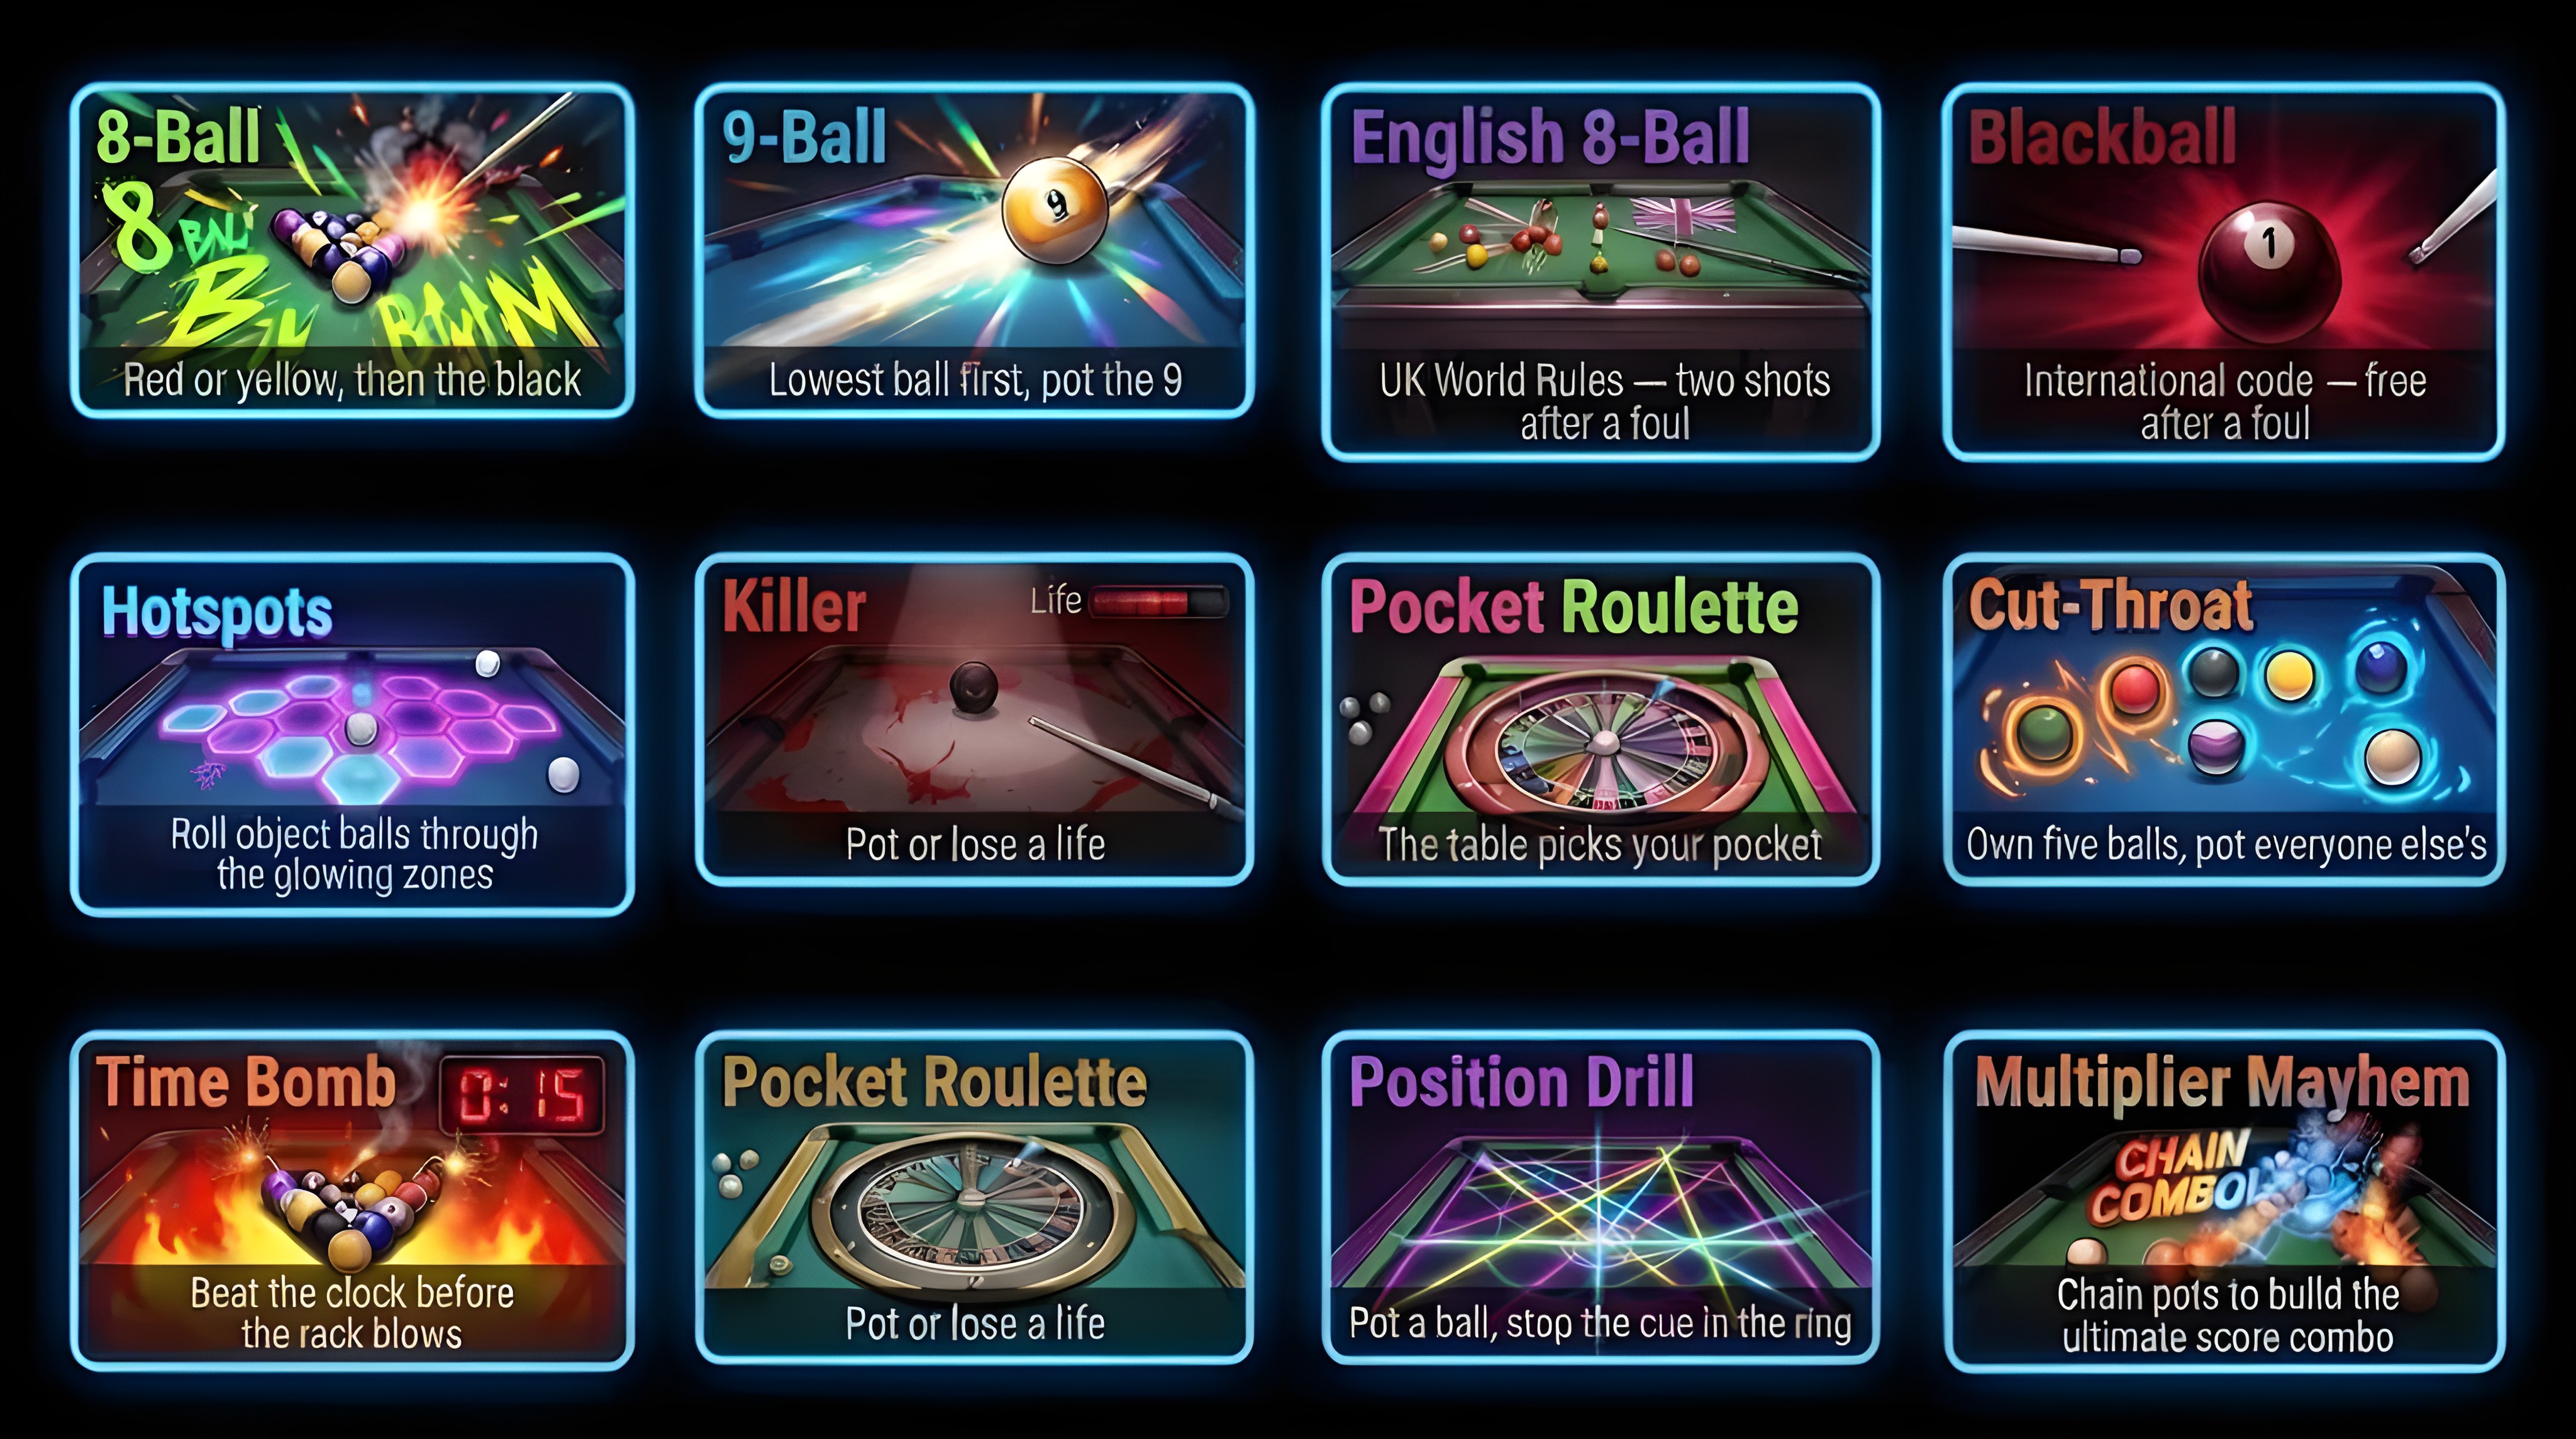 8-Ball
8
BALL
Red or yellow, then the black
9-Ball
9
Lowest ball first, pot the 9
English 8-Ball
UK World Rules — two shots
after a foul
Blackball
1
International code — free
after a foul
Hotspots
Roll object balls through
the glowing zones
Killer
Life
Pot or lose a life
Pocket Roulette
The table picks your pocket
Cut-Throat
Own five balls, pot everyone else's
Time Bomb
0:15
Beat the clock before
the rack blows
Pocket Roulette
Pot or lose a life
Position Drill
Pot a ball, stop the cue in the ring
Multiplier Mayhem
CHAIN
COMBO!
Chain pots to build the
ultimate score combo